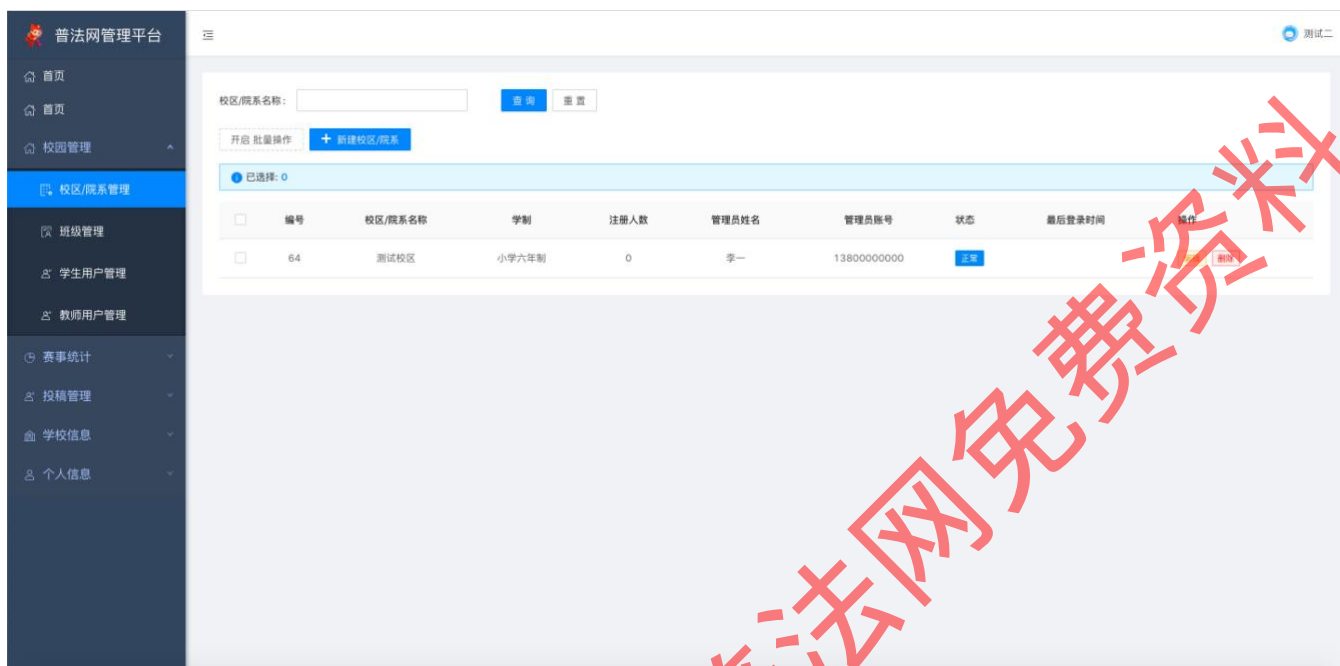 普法网管理平台
测试二
首页
首页
校园管理
校区/院系管理
班级管理
学生用户管理
教师用户管理
赛事统计
投稿管理
学校信息
个人信息
校区/院系名称：
查询 重置
开启 批量操作 + 新建校区/院系
已选择: 0
编号 校区/院系名称 学制 注册人数 管理员姓名 管理员账号 状态 最后登录时间 操作
64 测试校区 小学六年制 0 李一 13800000000 正常 删除
法网免费资料